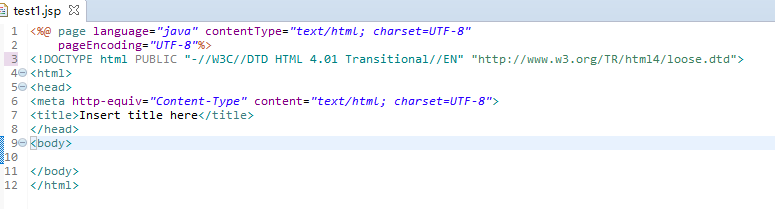 test1.jsp
1 <%@ page language="java" contentType="text/html; charset=UTF-8"
2 pageEncoding="UTF-8"%>
3 <!DOCTYPE html PUBLIC "-//W3C//DTD HTML 4.01 Transitional//EN" "http://www.w3.org/TR/html4/loose.dtd">
4 <html>
5 <head>
6 <meta http-equiv="Content-Type" content="text/html; charset=UTF-8">
7 <title>Insert title here</title>
8 </head>
9 <body>
10
11 </body>
12 </html>